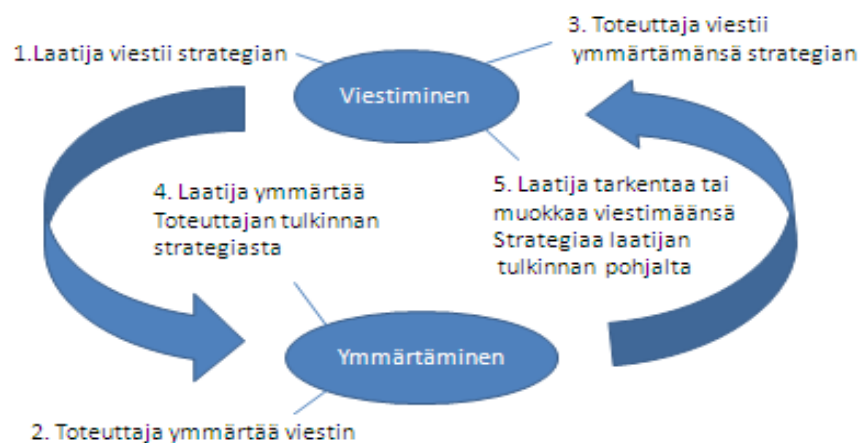 1.Laatija viestii strategian
3. Toteuttaja viestii
ymmärtämänsä strategian
Viestiminen
4. Laatija ymmärtää
Toteuttajan tulkinnan
strategiasta
5. Laatija tarkentaa tai
muokkaa viestimäänsä
Strategiaa laatijan
tulkinnan pohjalta
Ymmärtäminen
2. Toteuttaja ymmärtää viestin